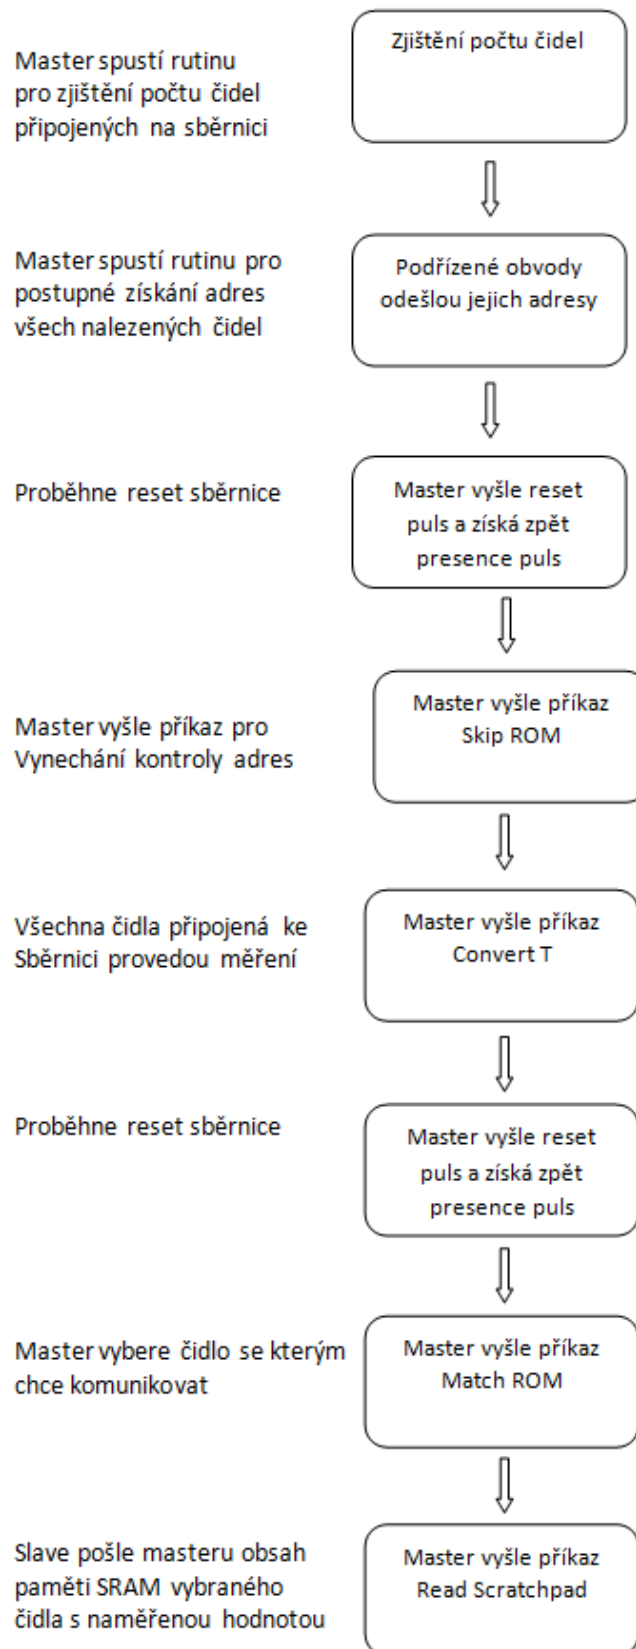 Master spustí rutinu
pro zjištění počtu čidel
připojených na sběrnici
Zjištění počtu čidel
Master spustí rutinu pro
postupné získání adres
všech nalezených čidel
Podřízené obvody
odešlou jejich adresy
Proběhne reset sběrnice
Master vyšle reset
puls a získá zpět
presence puls
Master vyšle příkaz pro
Vynechání kontroly adres
Master vyšle příkaz
Skip ROM
Všechna čidla připojená ke
Sběrnici provedou měření
Master vyšle příkaz
Convert T
Proběhne reset sběrnice
Master vyšle reset
puls a získá zpět
presence puls
Master vybere čidlo se kterým
chce komunikovat
Master vyšle příkaz
Match ROM
Slave pošle masteru obsah
paměti SRAM vybraného
čidla s naměřenou hodnotou
Master vyšle příkaz
Read Scratchpad